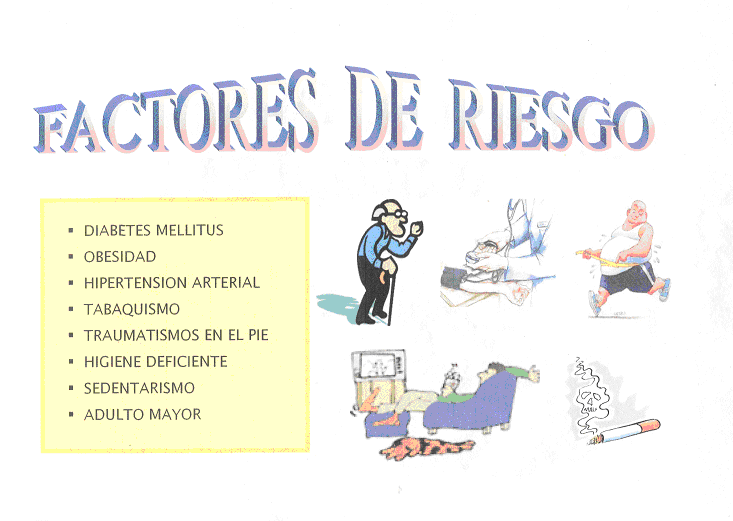 FACTORES DE RIESGO
▪ DIABETES MELLITUS
▪ OBESIDAD
▪ HIPERTENSION ARTERIAL
▪ TABAQUISMO
▪ TRAUMATISMOS EN EL PIE
▪ HIGIENE DEFICIENTE
▪ SEDENTARISMO
▪ ADULTO MAYOR